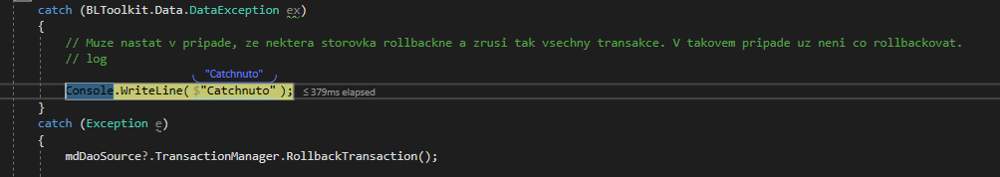 catch (BLToolkit.Data.DataException ex)
{
// Muze nastat v pripade, ze nektera storovka rollbackne a zrusi tak vsechny transakce. V takovem pripade uz neni co rollbackovat.
// log
"Catchnuto"
Console.WriteLine( $"Catchnuto" ); ≤ 379ms elapsed
}
catch (Exception e)
{
mdDaoSource?.TransactionManager.RollbackTransaction();